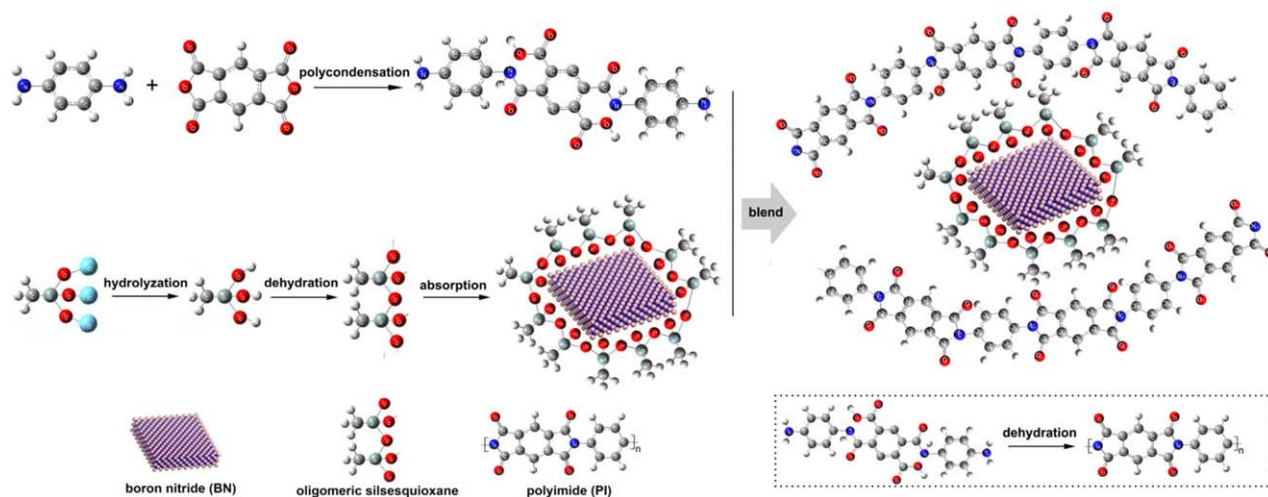 polycondensation
+
blend
hydrolyzation
dehydration
absorption
boron nitride (BN)
oligomeric silsesquioxane
polyimide (PI)
n
dehydration
n